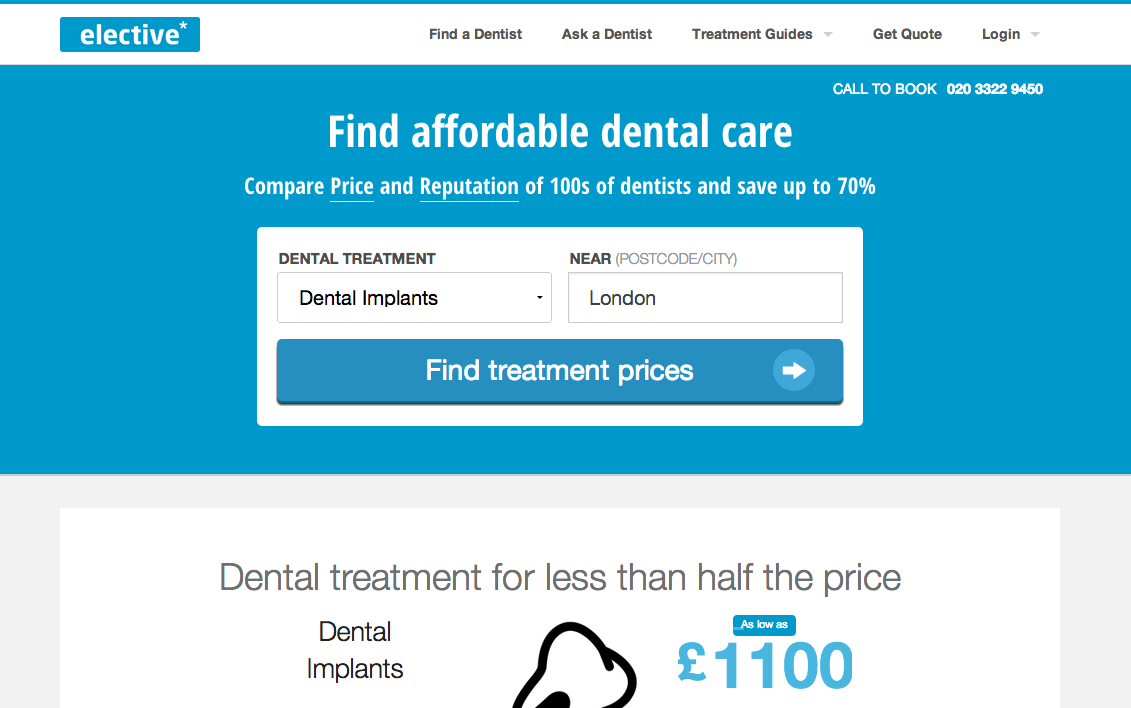 elective*
Find a Dentist Ask a Dentist Treatment Guides Get Quote Login
CALL TO BOOK 020 3322 9450
Find affordable dental care
Compare Price and Reputation of 100s of dentists and save up to 70%
DENTAL TREATMENT NEAR (POSTCODE/CITY)
Dental Implants London
Find treatment prices
Dental treatment for less than half the price
Dental
Implants
As low as
£1100